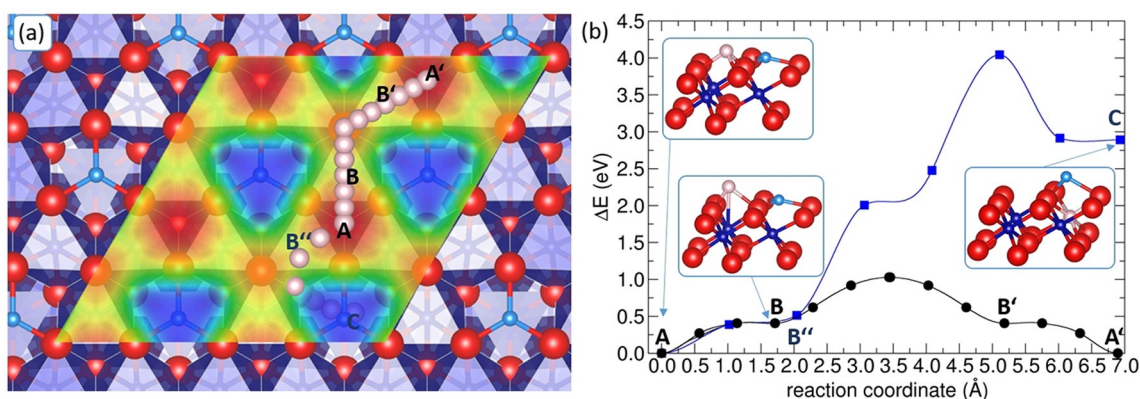 (a)
A‘
B‘
B
A
B‘‘
C
(b)
4.5
4.0
3.5
3.0
2.5
2.0
1.5
1.0
0.5
0.0
ΔE (eV)
C
B
B‘
A
B‘‘
A‘
0.0 0.5 1.0 1.5 2.0 2.5 3.0 3.5 4.0 4.5 5.0 5.5 6.0 6.5 7.0
reaction coordinate (Å)